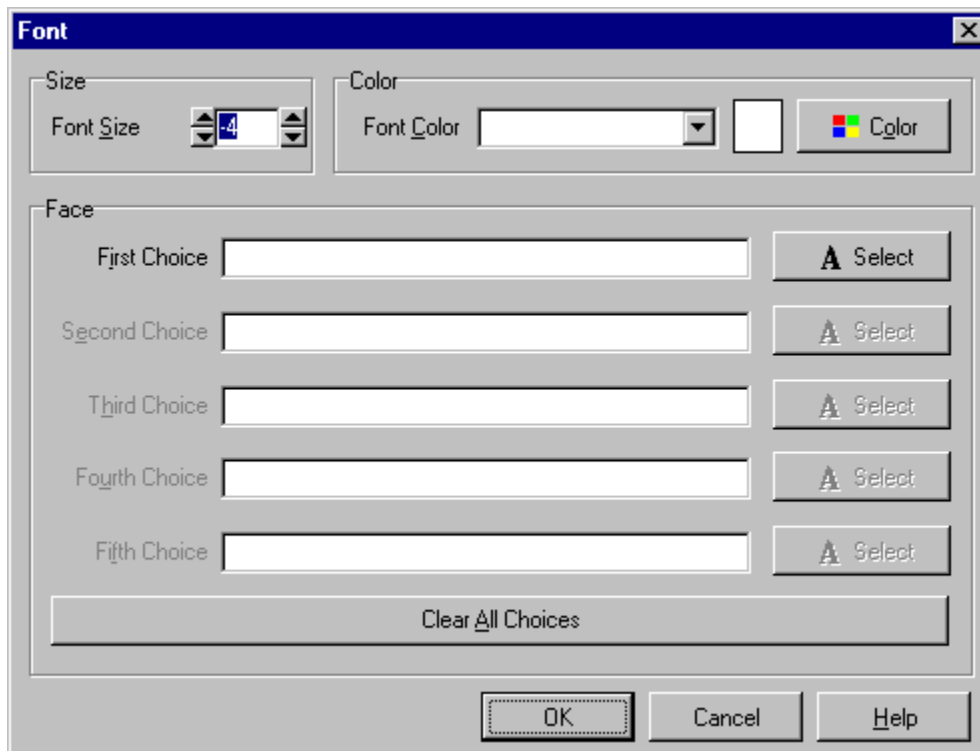 Font
Size
Color
Font Size -4
Font Color
Color
Face
First Choice
A Select
Second Choice
A Select
Third Choice
A Select
Fourth Choice
A Select
Fifth Choice
A Select
Clear All Choices
OK Cancel Help